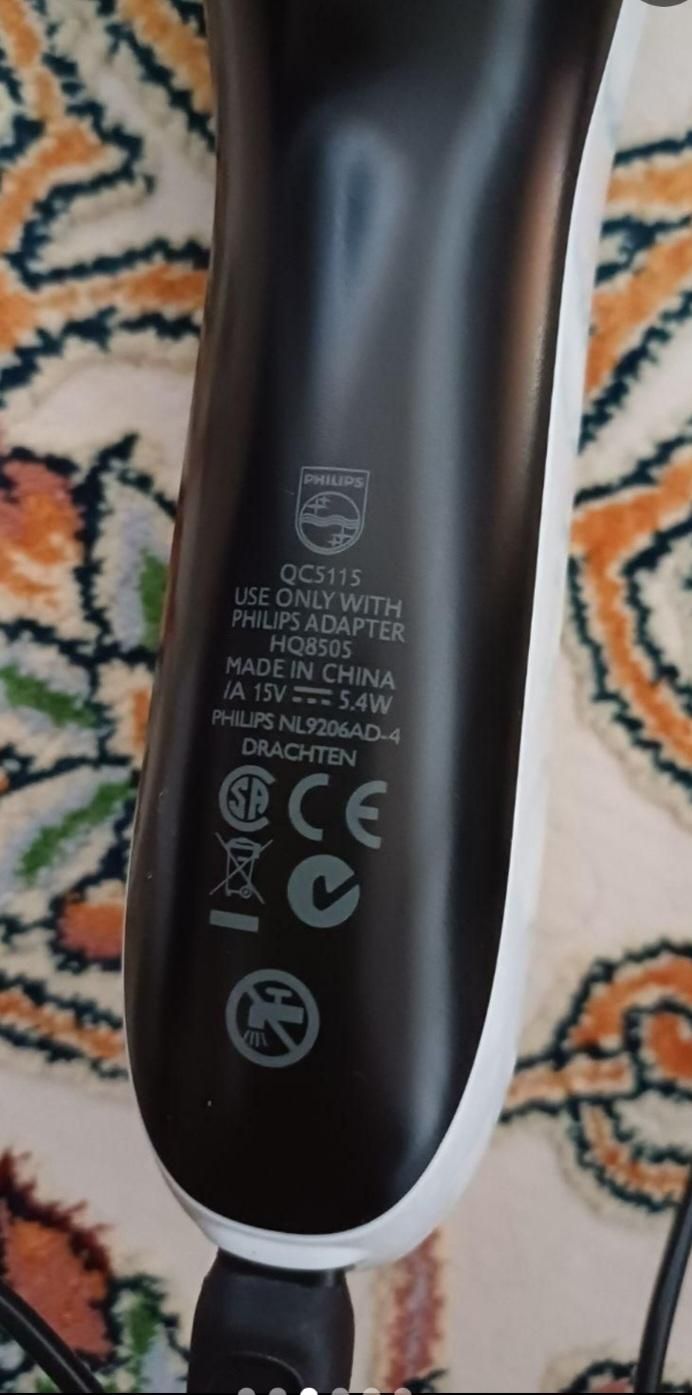 PHILIPS
QC5115
USE ONLY WITH
PHILIPS ADAPTER
HQ8505
MADE IN CHINA
/A 15V ⎓ 5.4W
PHILIPS NL9206AD-4
DRACHTEN
SA CE